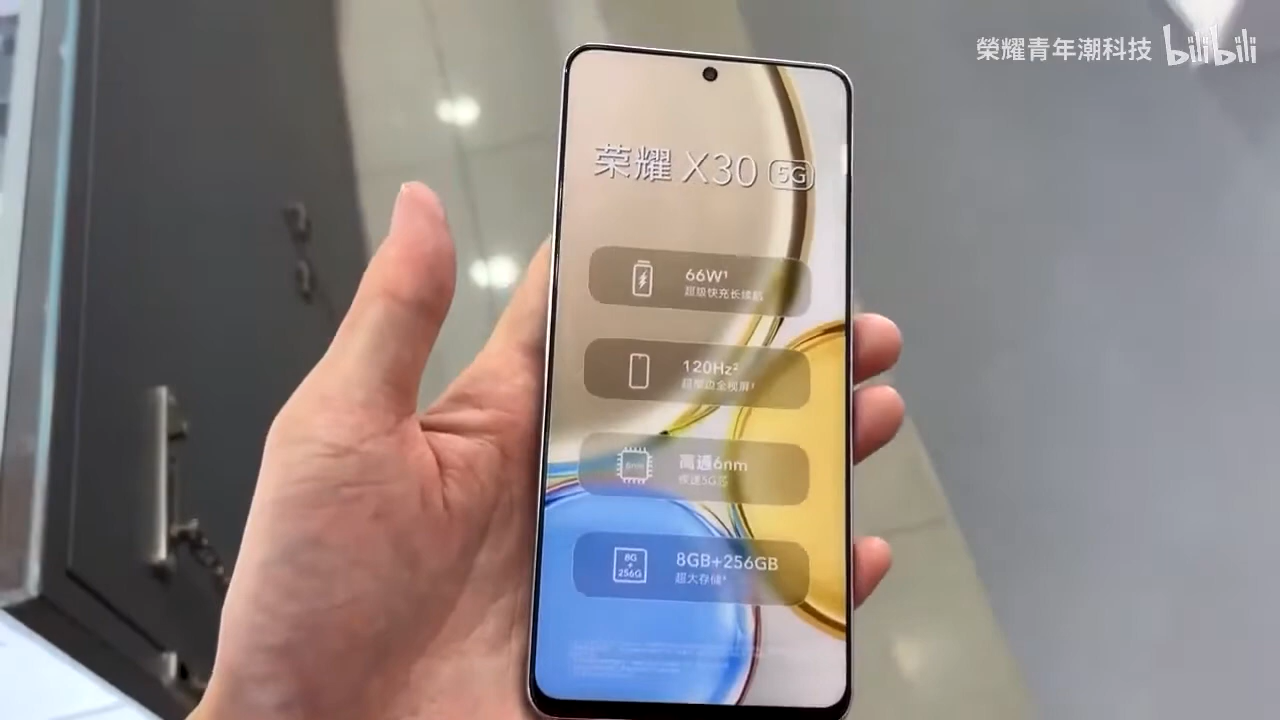 榮耀青年潮科技 bilibili
荣耀 X30 5G
66W¹
超级快充长续航
120Hz²
超窄边全视屏³
高通6nm
疾速5G芯
8G
+
256G
8GB+256GB
超大存储⁴